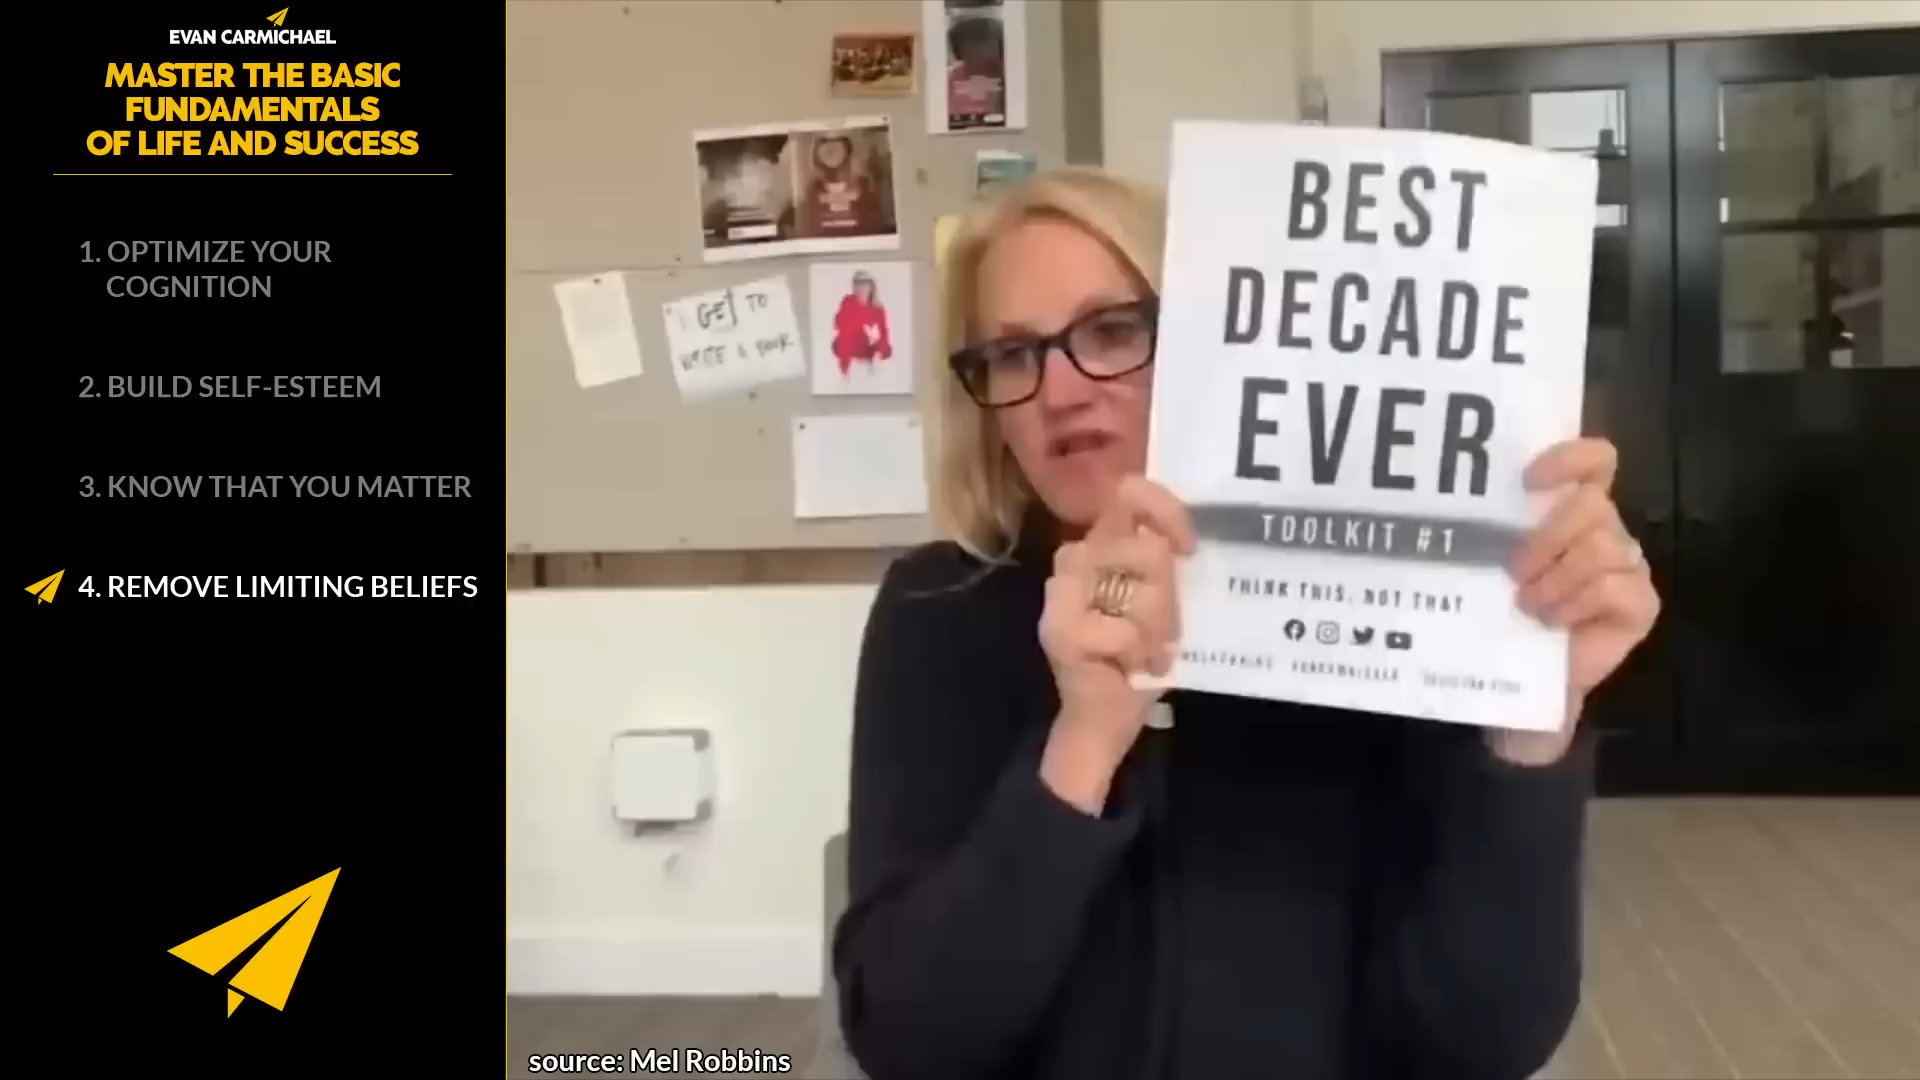 EVAN CARMICHAEL
MASTER THE BASIC
FUNDAMENTALS
OF LIFE AND SUCCESS
1. OPTIMIZE YOUR
COGNITION
2. BUILD SELF-ESTEEM
3. KNOW THAT YOU MATTER
4. REMOVE LIMITING BELIEFS
I GET TO
WRITE A BOOK
BEST
DECADE
EVER
TOOLKIT #1
THINK THIS, NOT THAT
source: Mel Robbins